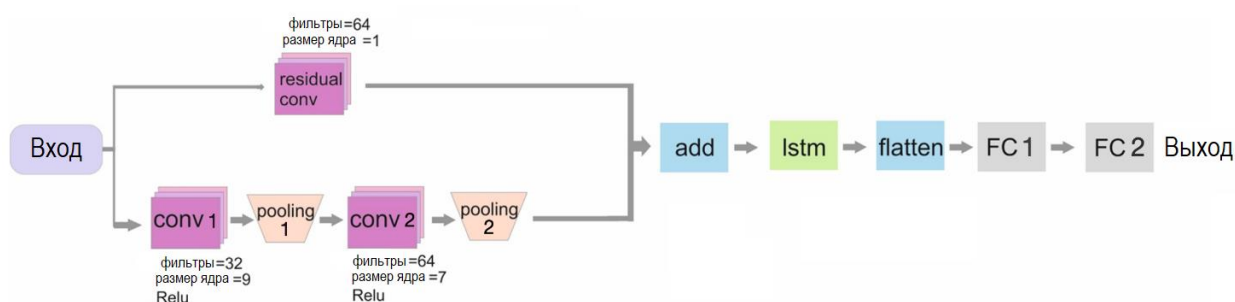 фильтры=64
размер ядра =1
residual
conv
Вход
add
lstm
flatten
FC 1
FC 2
Выход
conv 1
pooling
1
conv 2
pooling
2
фильтры=32
размер ядра =9
Relu
фильтры=64
размер ядра =7
Relu